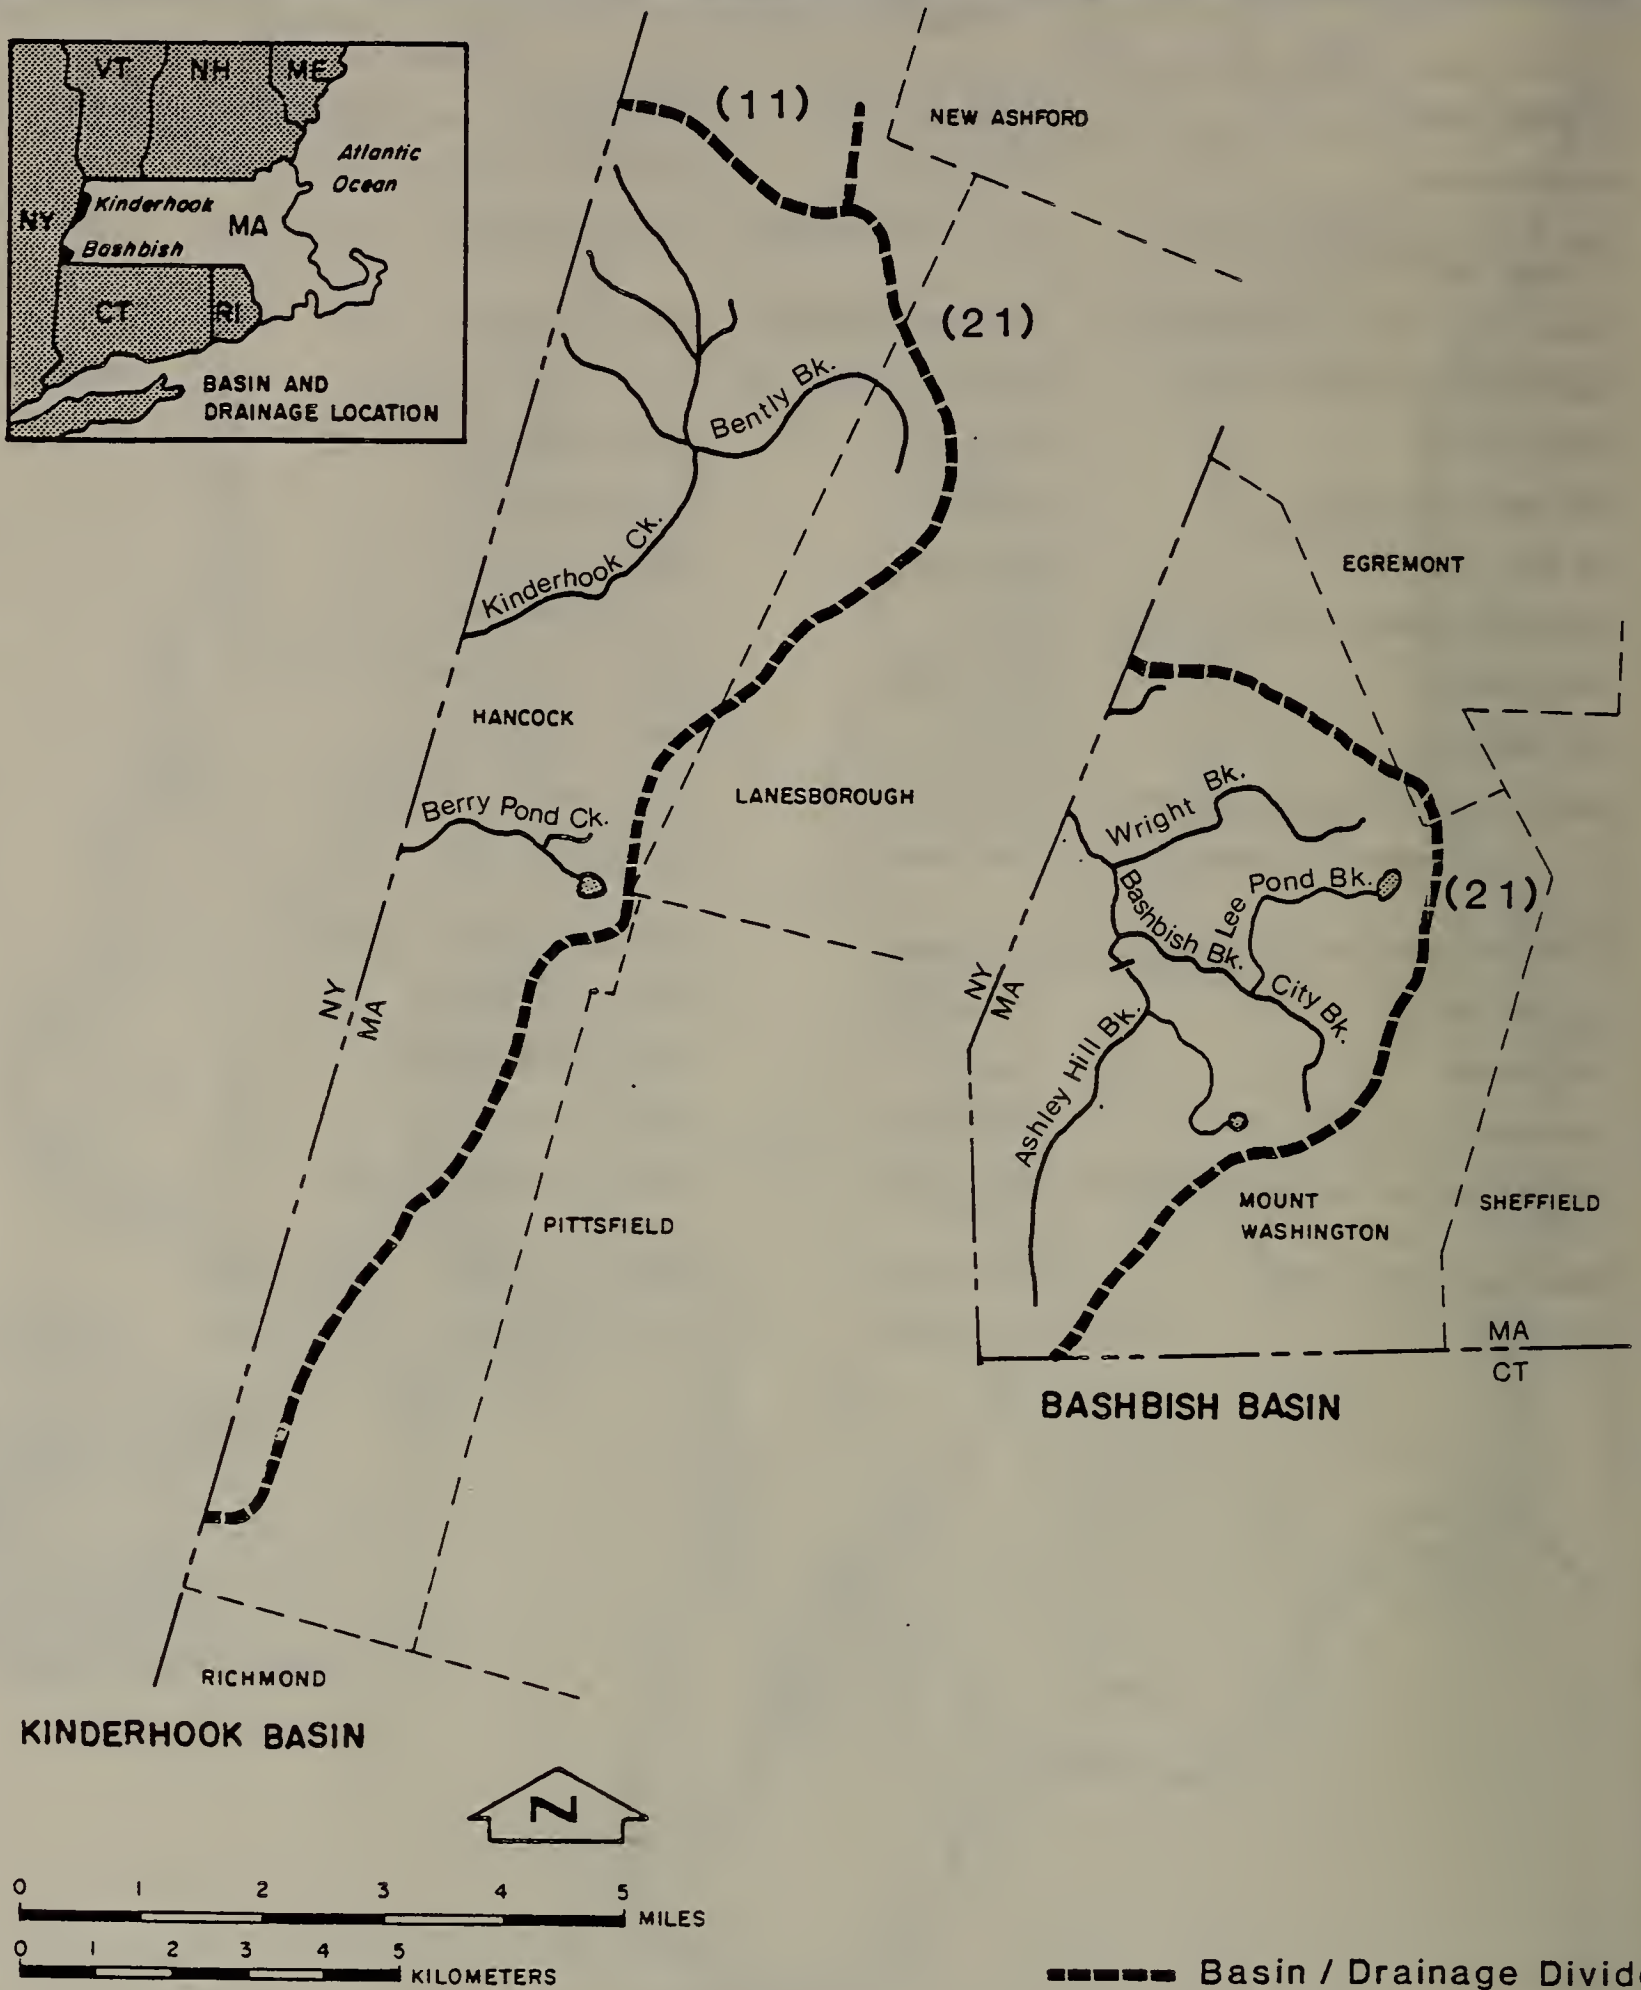 VT
NH
ME
Atlantic
Ocean
Kinderhook
NY
MA
Bashbish
CT
RI
BASIN AND
DRAINAGE LOCATION
(11)
NEW ASHFORD
(21)
Bently Bk.
Kinderhook Ck.
HANCOCK
LANESBOROUGH
Berry Pond Ck.
NY
MA
PITTSFIELD
RICHMOND
KINDERHOOK BASIN
EGREMONT
Wright Bk.
Lee Pond Bk.
(21)
Bashbish Bk.
City Bk.
NY
MA
Ashley Hill Bk.
MOUNT
WASHINGTON
SHEFFIELD
MA
CT
BASHBISH BASIN
N
0 1 2 3 4 5
MILES
0 1 2 3 4 5
KILOMETERS
Basin / Drainage Divide